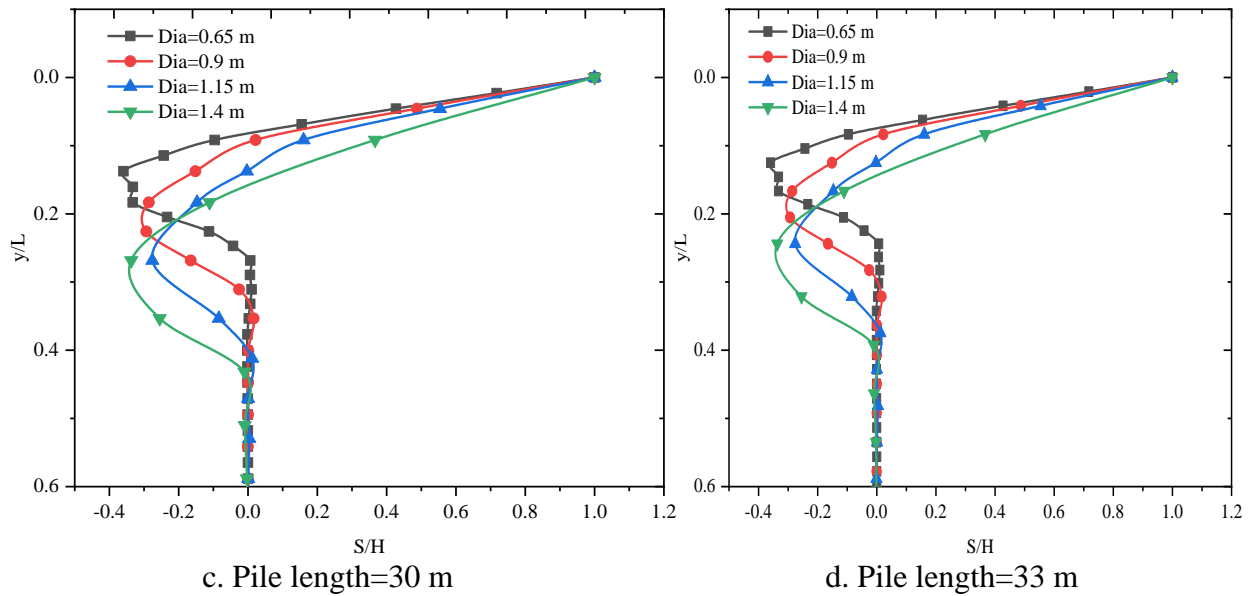 Dia=0.65 m
Dia=0.9 m
Dia=1.15 m
Dia=1.4 m
0.0
0.2
0.4
0.6
y/L
-0.4 -0.2 0.0 0.2 0.4 0.6 0.8 1.0 1.2
S/H
c. Pile length=30 m
Dia=0.65 m
Dia=0.9 m
Dia=1.15 m
Dia=1.4 m
0.0
0.2
0.4
0.6
y/L
-0.4 -0.2 0.0 0.2 0.4 0.6 0.8 1.0 1.2
S/H
d. Pile length=33 m